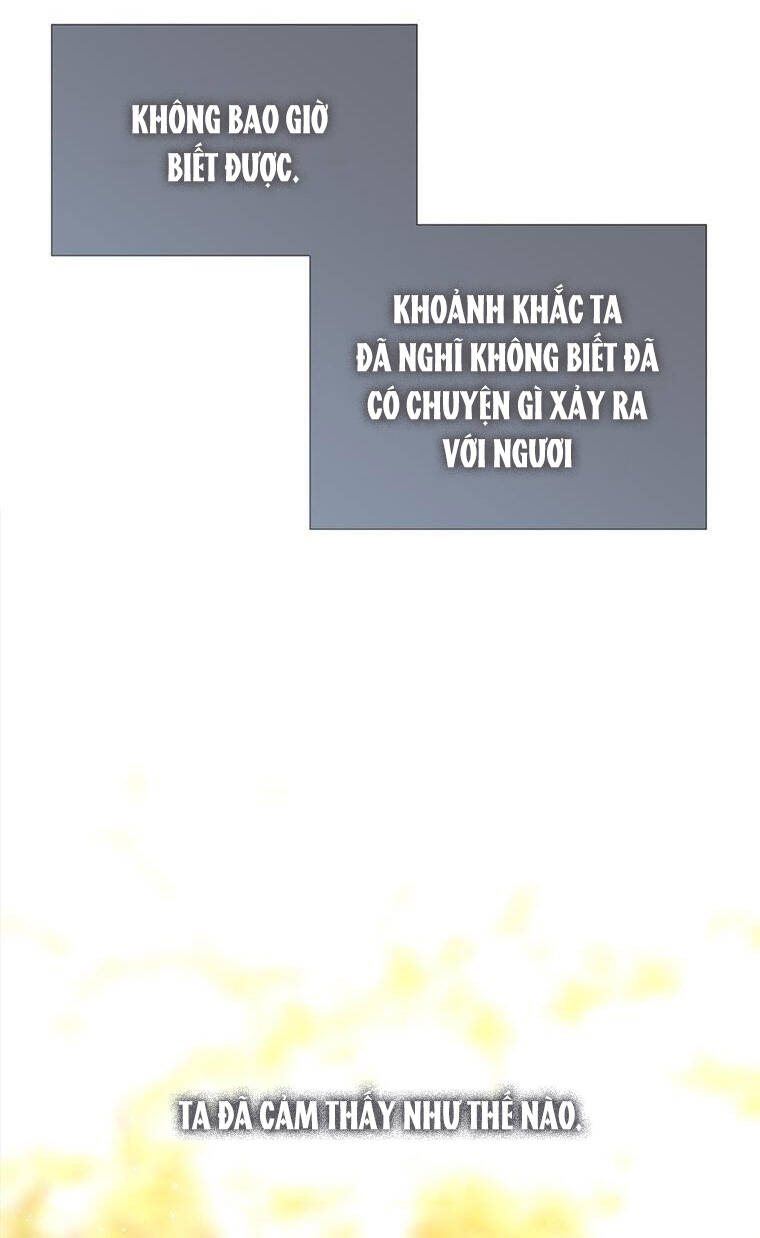 KHÔNG BAO GIỜ
BIẾT ĐƯỢC.
KHOẢNH KHẮC TA
ĐÃ NGHĨ KHÔNG BIẾT ĐÃ
CÓ CHUYỆN GÌ XẢY RA
VỚI NGƯƠI
TA ĐÃ CẢM THẤY NHƯ THẾ NÀO.